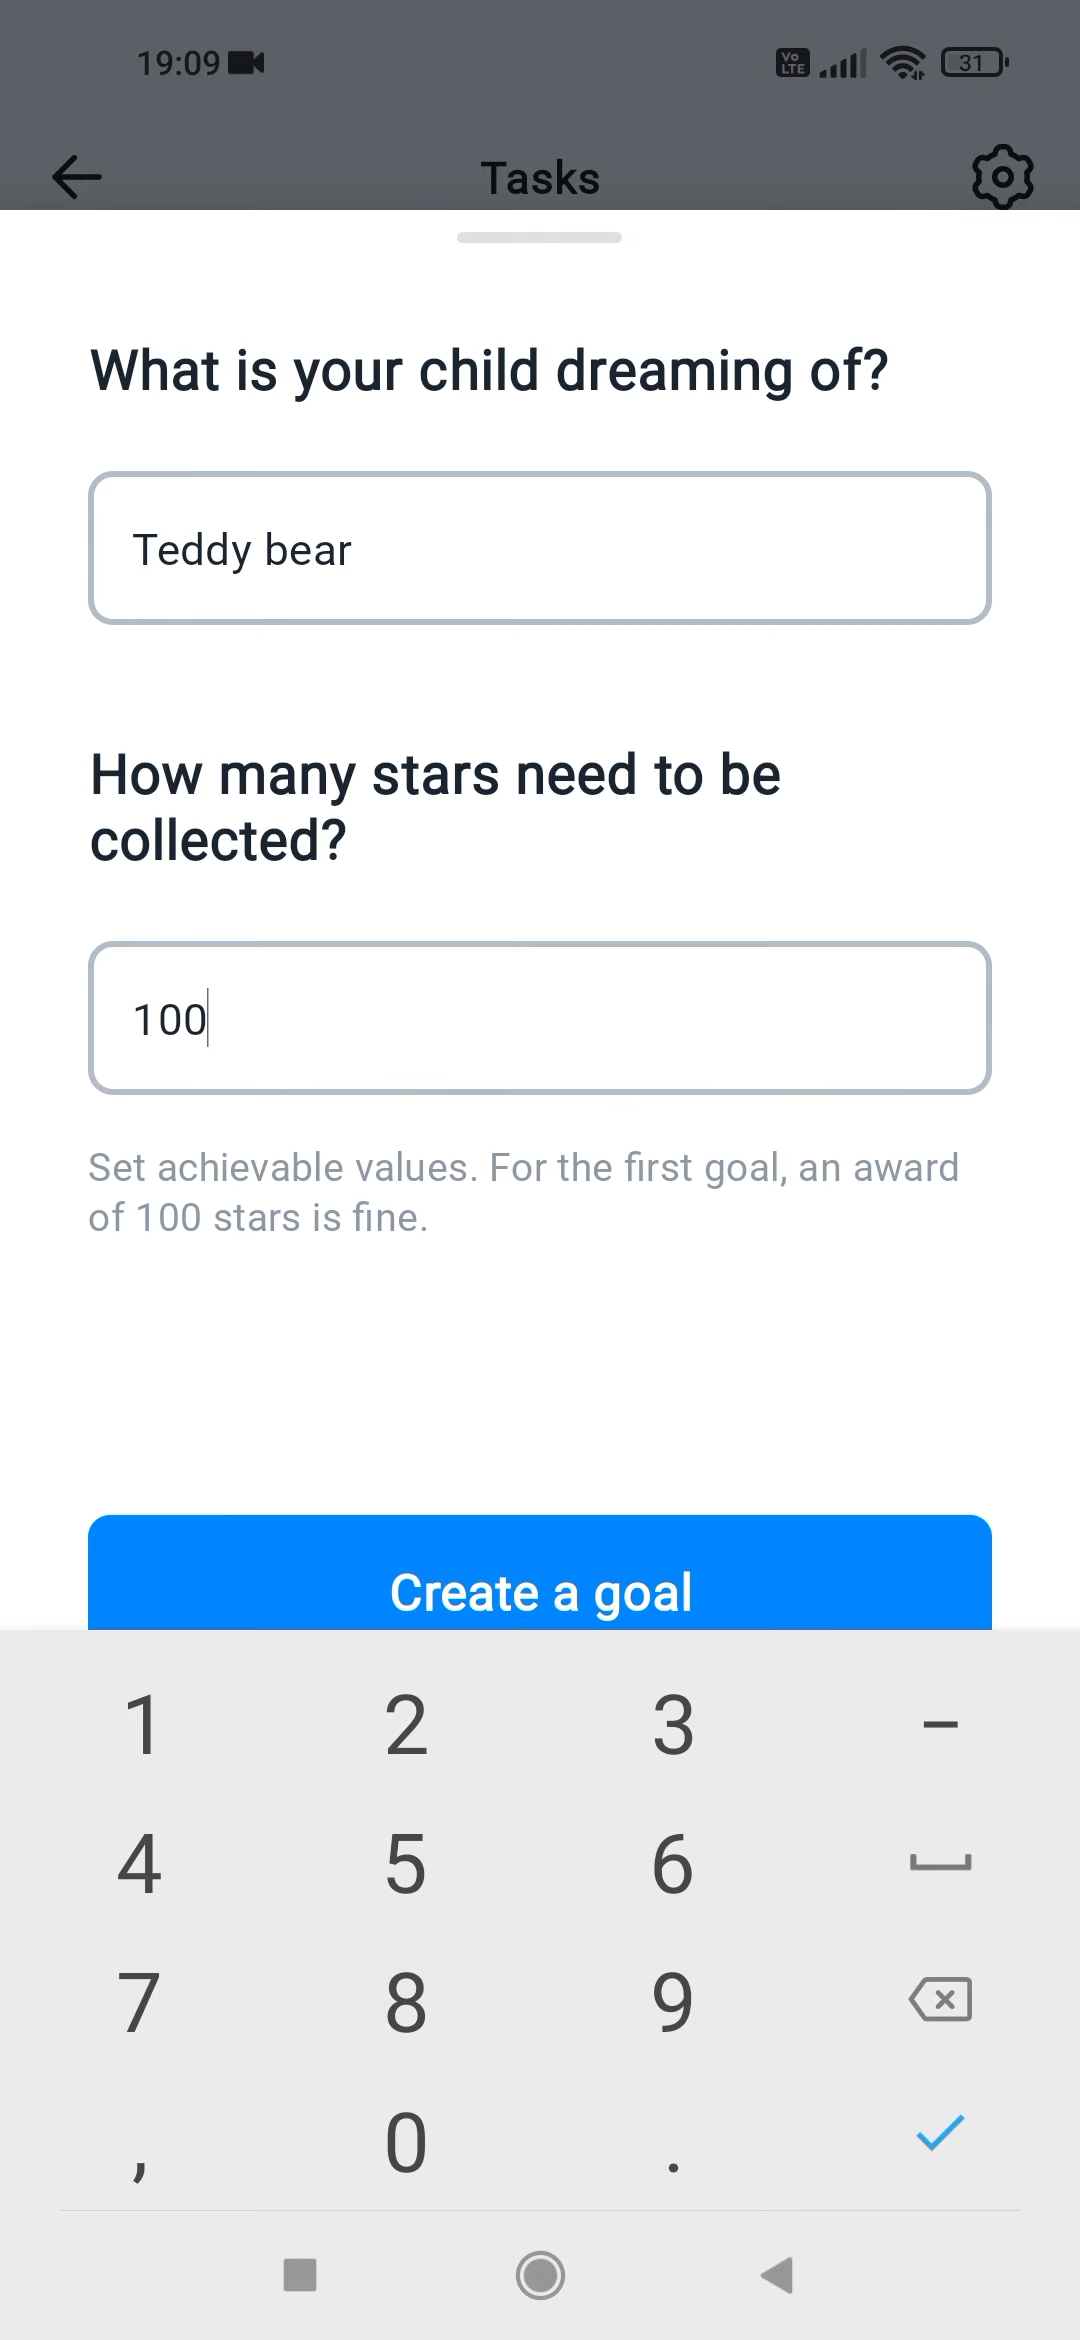 19:09
Vo
LTE
31
Tasks
What is your child dreaming of?
Teddy bear
How many stars need to be
collected?
100
Set achievable values. For the first goal, an award
of 100 stars is fine.
Create a goal
1 2 3 –
4 5 6
7 8 9
, 0 .